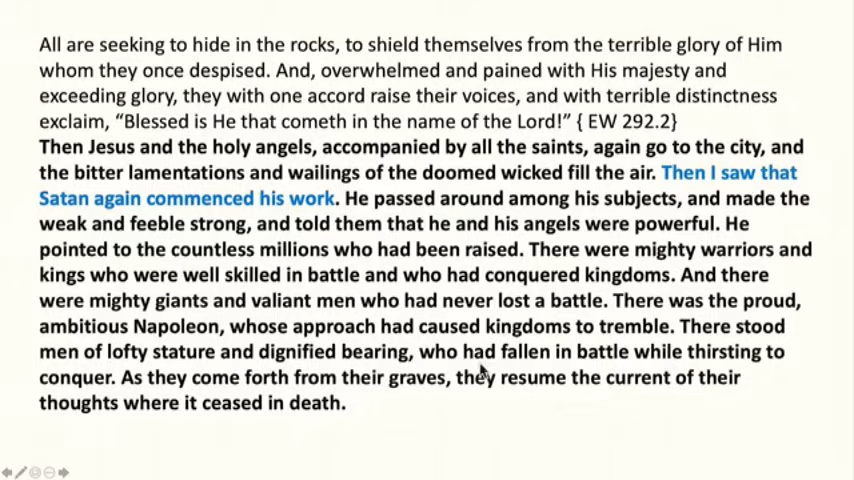 All are seeking to hide in the rocks, to shield themselves from the terrible glory of Him
whom they once despised. And, overwhelmed and pained with His majesty and
exceeding glory, they with one accord raise their voices, and with terrible distinctness
exclaim, “Blessed is He that cometh in the name of the Lord!” { EW 292.2}
Then Jesus and the holy angels, accompanied by all the saints, again go to the city, and
the bitter lamentations and wailings of the doomed wicked fill the air. Then I saw that
Satan again commenced his work. He passed around among his subjects, and made the
weak and feeble strong, and told them that he and his angels were powerful. He
pointed to the countless millions who had been raised. There were mighty warriors and
kings who were well skilled in battle and who had conquered kingdoms. And there
were mighty giants and valiant men who had never lost a battle. There was the proud,
ambitious Napoleon, whose approach had caused kingdoms to tremble. There stood
men of lofty stature and dignified bearing, who had fallen in battle while thirsting to
conquer. As they come forth from their graves, they resume the current of their
thoughts where it ceased in death.